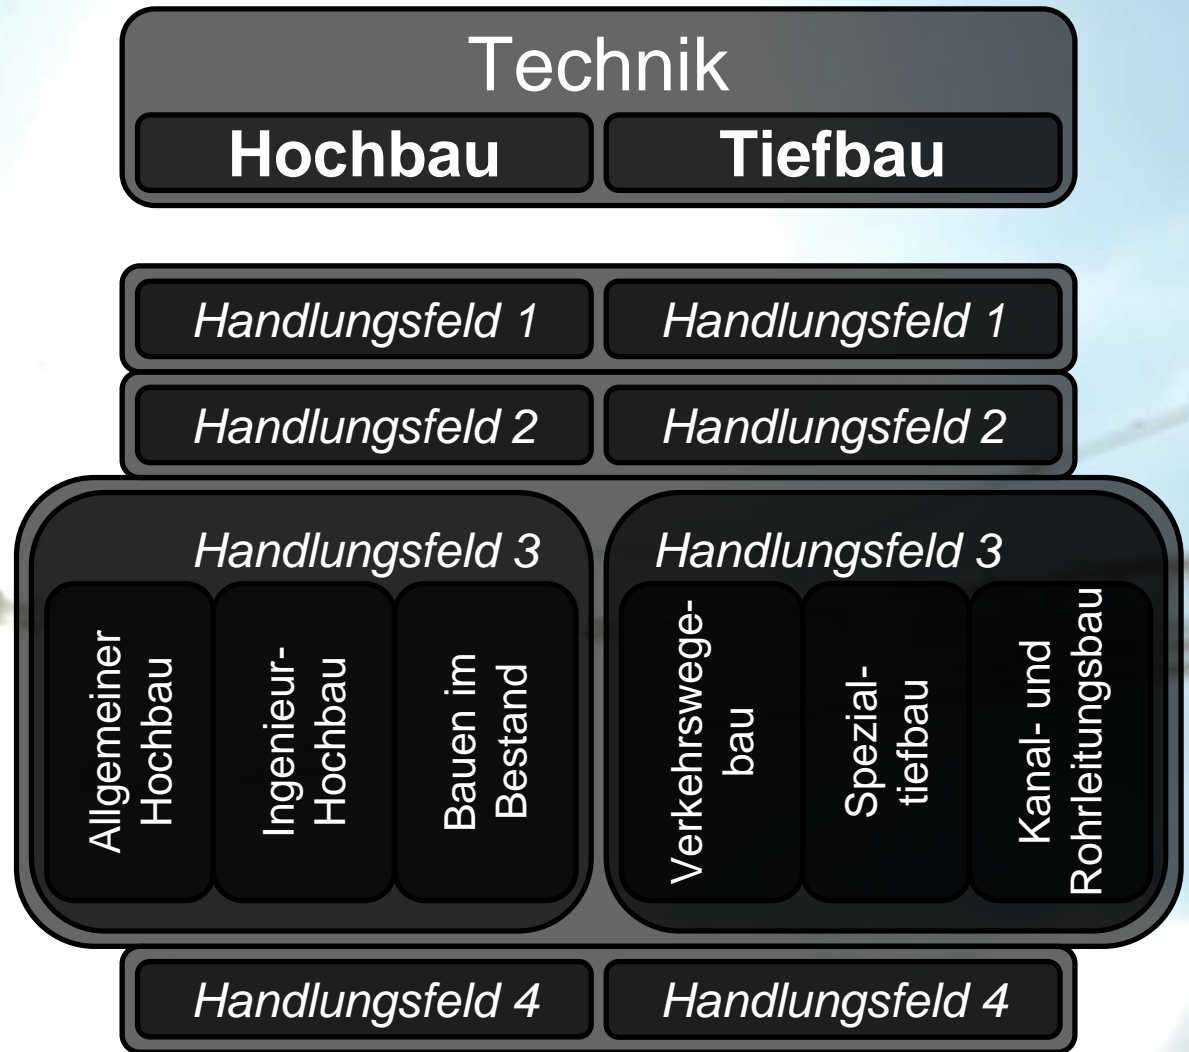 Technik
Hochbau
Tiefbau
Handlungsfeld 1
Handlungsfeld 1
Handlungsfeld 2
Handlungsfeld 2
Handlungsfeld 3
Allgemeiner
Hochbau
Ingenieur-
Hochbau
Bauen im
Bestand
Handlungsfeld 3
Verkehrswege-
bau
Spezial-
tiefbau
Kanal- und
Rohrleitungsbau
Handlungsfeld 4
Handlungsfeld 4